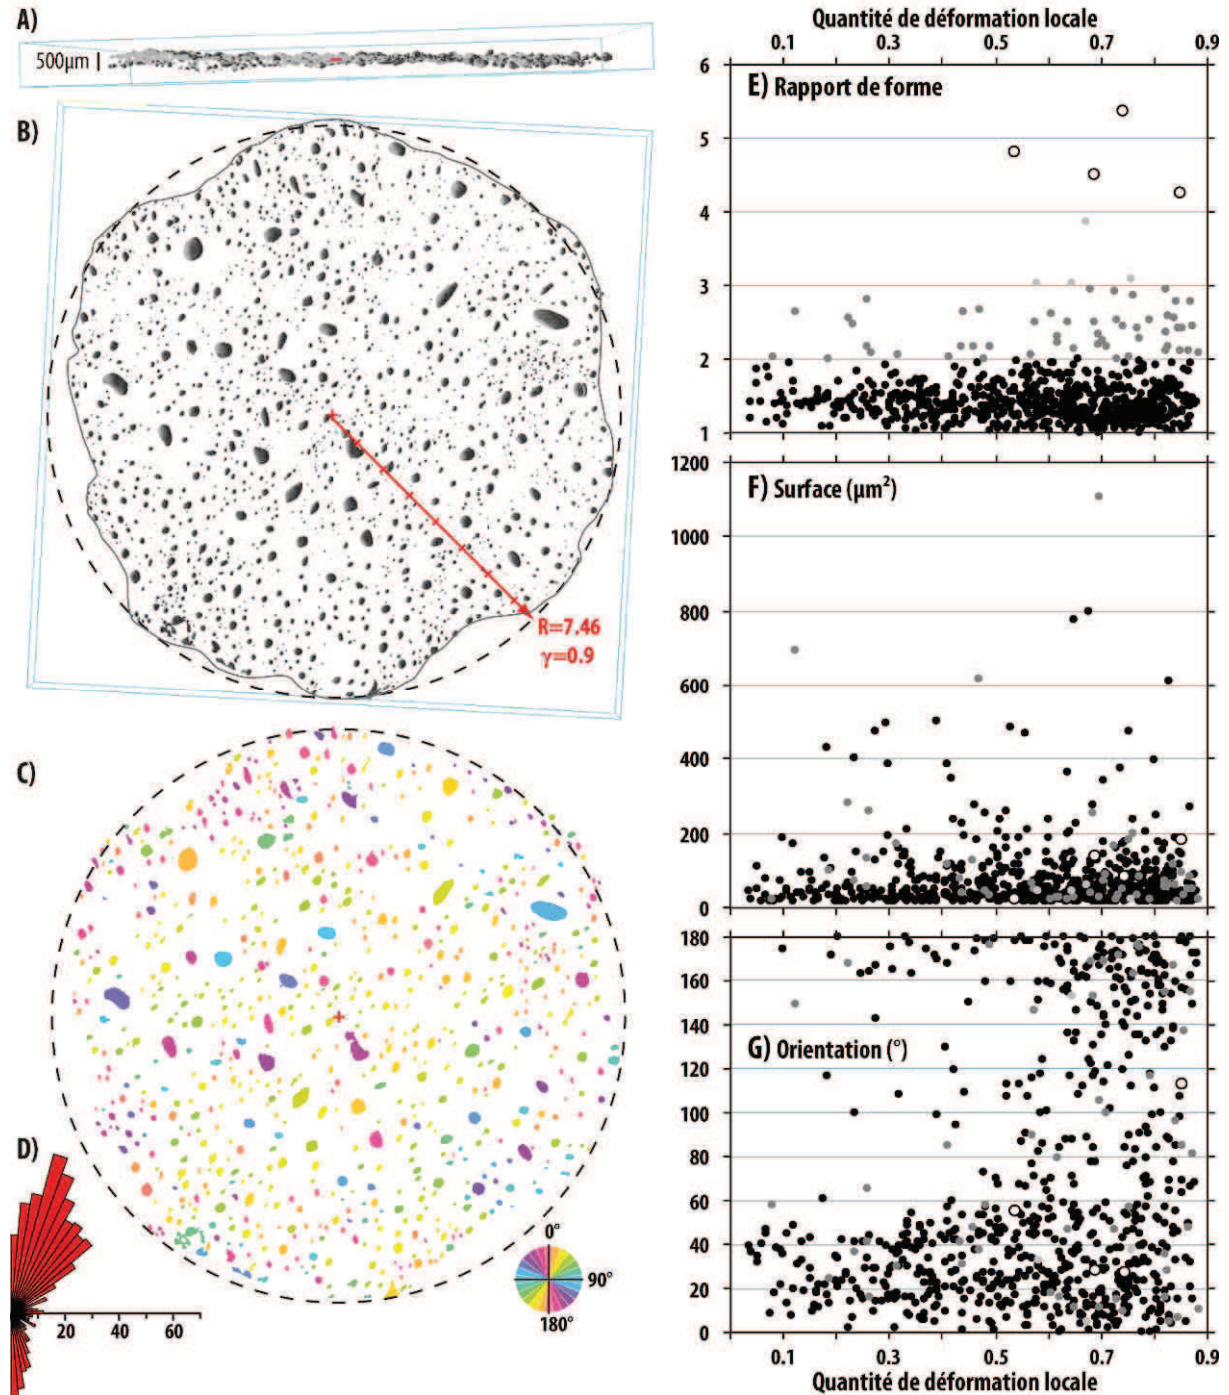 A)
500µm
B)
R=7.46
γ=0.9
C)
D)
0°
90°
180°
20 40 60
Quantité de déformation locale
0.1 0.3 0.5 0.7 0.9
E) Rapport de forme
6
5
4
3
2
1
F) Surface (µm²)
1200
1000
800
600
400
200
0
G) Orientation (°)
180
160
140
120
100
80
60
40
20
0
0.1 0.3 0.5 0.7 0.9
Quantité de déformation locale